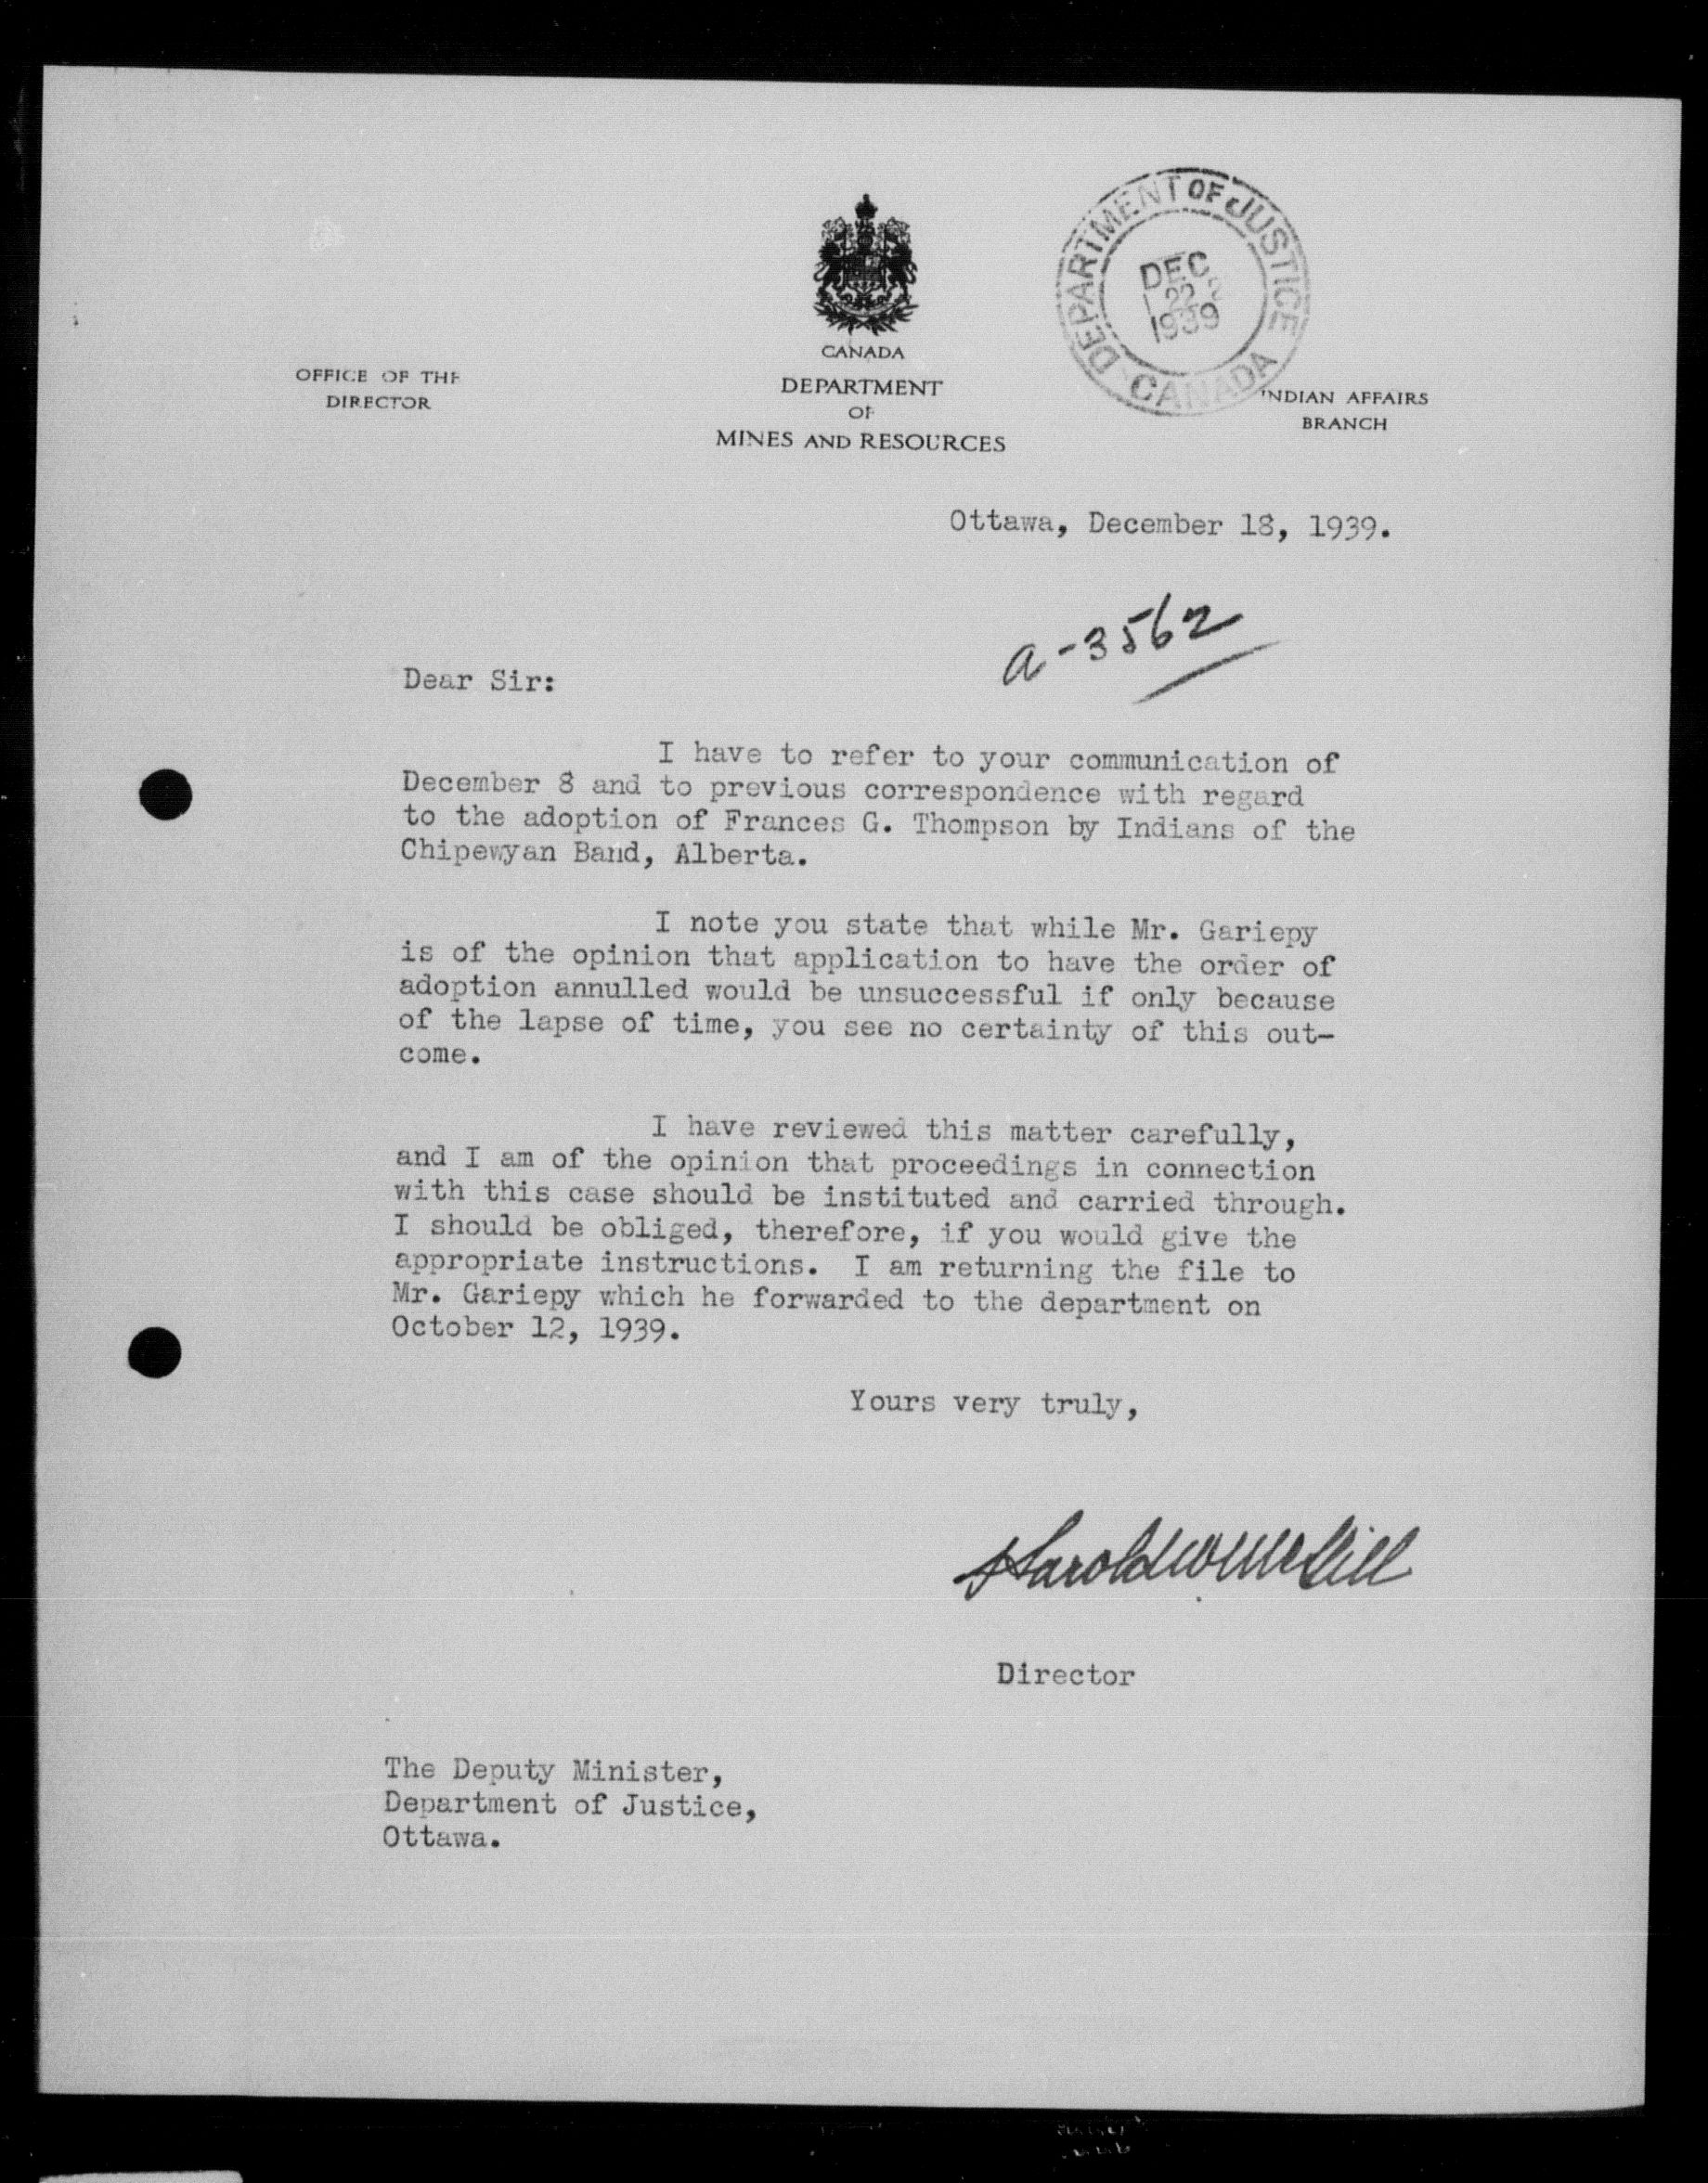 OFFICE OF THE
DIRECTOR
CANADA
DEPARTMENT
OF
MINES AND RESOURCES
DEPARTMENT OF JUSTICE
DEC
22
1939
CANADA
INDIAN AFFAIRS
BRANCH
Ottawa, December 18, 1939.
a-3562
Dear Sir:
I have to refer to your communication of
December 8 and to previous correspondence with regard
to the adoption of Frances G. Thompson by Indians of the
Chipewyan Band, Alberta.
I note you state that while Mr. Gariepy
is of the opinion that application to have the order of
adoption annulled would be unsuccessful if only because
of the lapse of time, you see no certainty of this out-
come.
I have reviewed this matter carefully,
and I am of the opinion that proceedings in connection
with this case should be instituted and carried through.
I should be obliged, therefore, if you would give the
appropriate instructions. I am returning the file to
Mr. Gariepy which he forwarded to the department on
October 12, 1939.
Yours very truly,
Harold W McGill
Director
The Deputy Minister,
Department of Justice,
Ottawa.